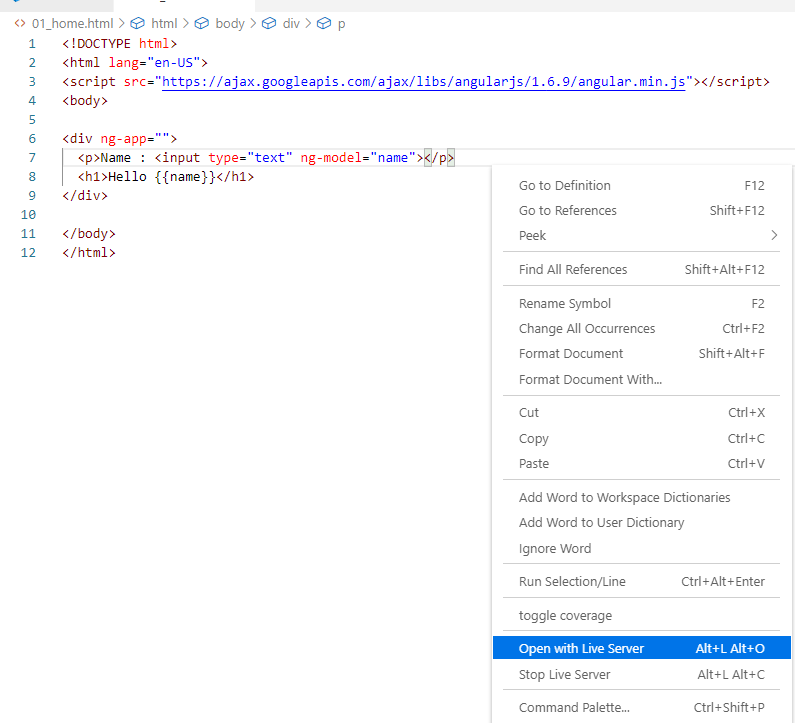 01_home.html > html > body > div > p
1 <!DOCTYPE html>
2 <html lang="en-US">
3 <script src="https://ajax.googleapis.com/ajax/libs/angularjs/1.6.9/angular.min.js"></script>
4 <body>
5
6 <div ng-app="">
7 <p>Name : <input type="text" ng-model="name"></p>
8 <h1>Hello {{name}}</h1>
9 </div>
10
11 </body>
12 </html>
Go to Definition F12
Go to References Shift+F12
Peek >
Find All References Shift+Alt+F12
Rename Symbol F2
Change All Occurrences Ctrl+F2
Format Document Shift+Alt+F
Format Document With...
Cut Ctrl+X
Copy Ctrl+C
Paste Ctrl+V
Add Word to Workspace Dictionaries
Add Word to User Dictionary
Ignore Word
Run Selection/Line Ctrl+Alt+Enter
toggle coverage
Open with Live Server Alt+L Alt+O
Stop Live Server Alt+L Alt+C
Command Palette... Ctrl+Shift+P